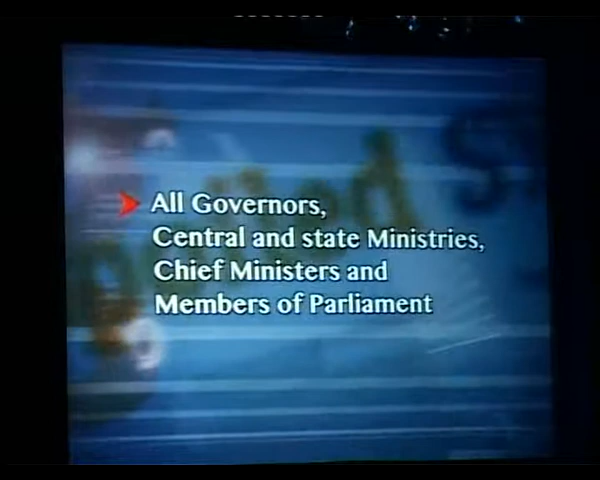 All Governors,
Central and state Ministries,
Chief Ministers and
Members of Parliament